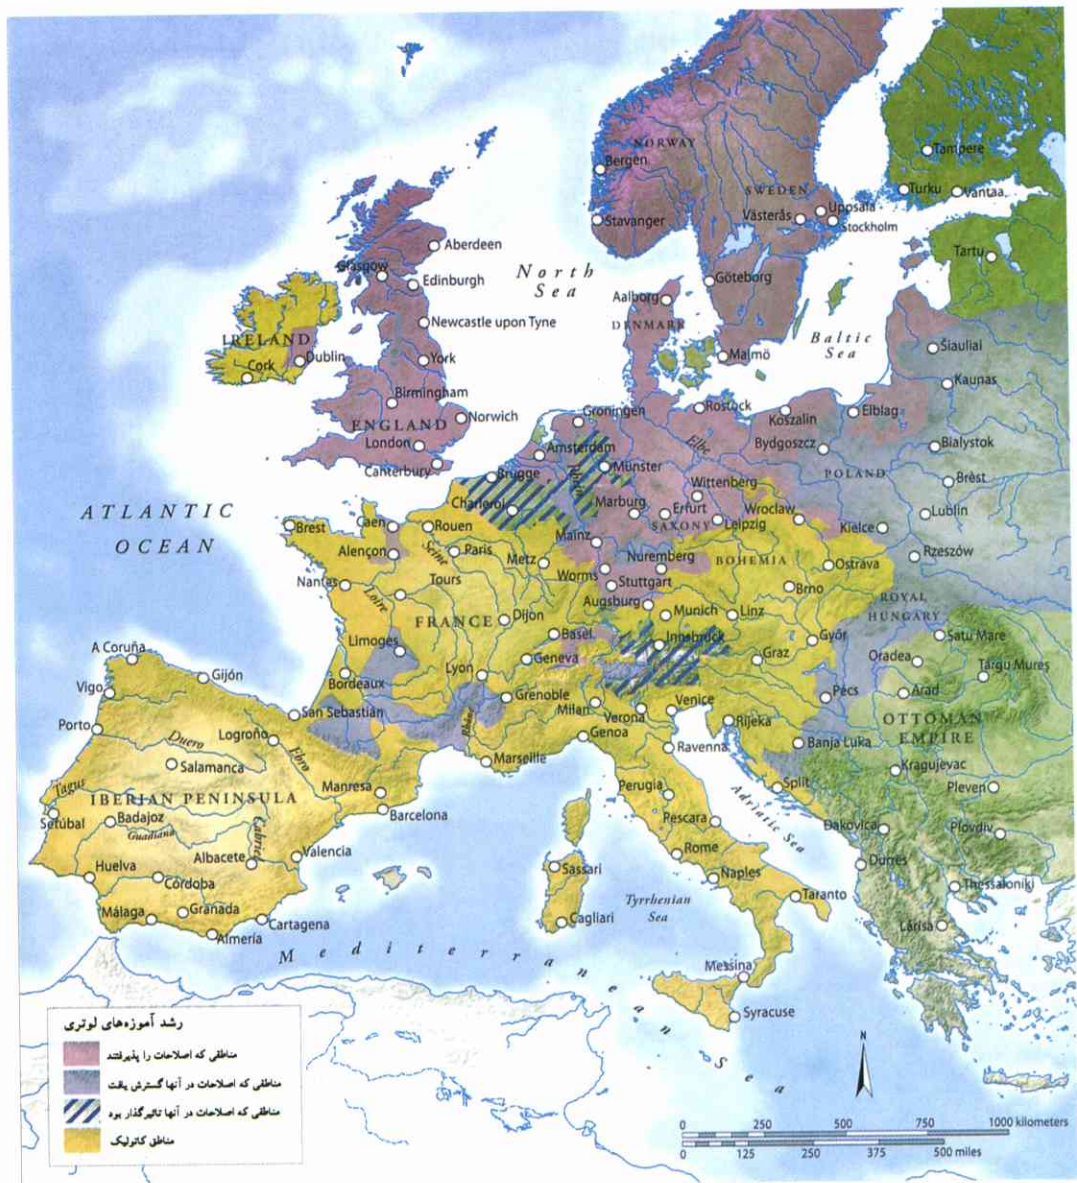 NORWAY
Bergen
Stavanger
SWEDEN
Uppsala
Västerås
Stockholm
Tampere
Turku
Vantaa
Tartu
Aberdeen
Glasgow
Edinburgh
North
Sea
Göteborg
Aalborg
DENMARK
Malmö
Baltic
Sea
Newcastle upon Tyne
IRELAND
Dublin
Cork
York
Birmingham
ENGLAND
Norwich
London
Canterbury
Šiauliai
Kaunas
Groningen
Rostock
Koszalin
Elblag
Bydgoszcz
Bialystok
Elbe
Amsterdam
Münster
Brugge
Rhein
POLAND
Brèst
Wittenberg
Charleroi
Marburg
Erfurt
SAXONY
Leipzig
Wroclaw
Kielce
Lublin
ATLANTIC
OCEAN
Brest
Caen
Rouen
Alençon
Seine
Paris
Metz
Mainz
Nuremberg
BOHEMIA
Ostrava
Rzeszów
Nantas
Tours
Loire
Worms
Stuttgart
Augsburg
Brno
ROYAL
HUNGARY
FRANCE
Dijon
Munich
Linz
Limoges
Basel
Innsbruck
Győr
Satu Mare
Graz
Oradea
Târgu Mureş
Geneva
Lyon
A Coruña
Gijón
Bordeaux
Vigo
San Sebastián
Grenoble
Milan
Verona
Venice
Rijeka
Pécs
Arad
OTTOMAN
EMPIRE
Porto
Logroño
Duero
Ebro
Rhône
Genoa
Ravenna
Banja Luka
Kragujevac
Salamanca
Marseille
Perugia
Split
Pleven
Tagus
IBERIAN PENINSULA
Manresa
Barcelona
Adriatic Sea
Pescara
Setúbal
Badajoz
Guadiana
Cabriel
Đakovica
Plovdiv
Albacete
Valencia
Rome
Durrës
Huelva
Córdoba
Sassari
Naples
Thessaloniki
Málaga
Granada
Cartagena
Almería
Cagliari
Tyrrhenian
Sea
Taranto
Lárisa
Mediterranean Sea
Messina
Syracuse
رشد آموزه‌های لوتری
مناطقی که اصلاحات را پذیرفتند
مناطقی که اصلاحات در آنها گسترش یافت
مناطقی که اصلاحات در آنها تاثیرگذار بود
مناطق کاتولیک
N
0 250 500 750 1000 kilometers
0 125 250 375 500 miles